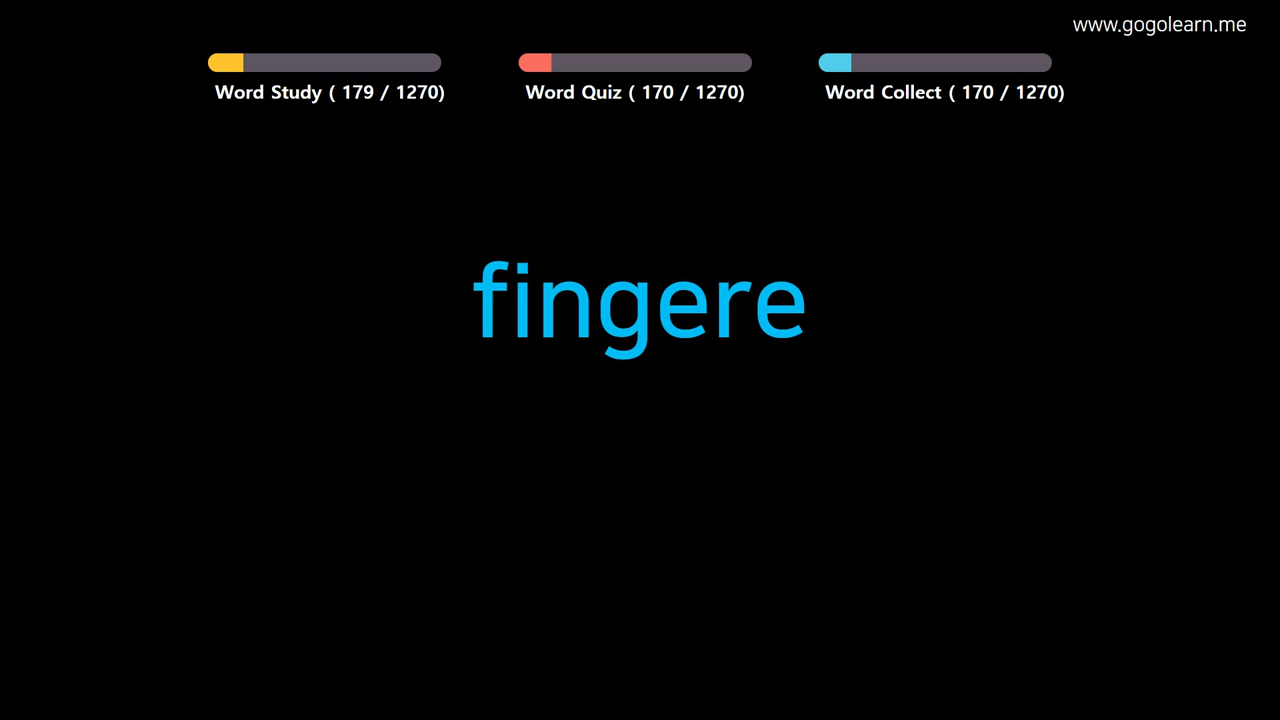 www.gogolearn.me
Word Study ( 179 / 1270)
Word Quiz ( 170 / 1270)
Word Collect ( 170 / 1270)
fingere